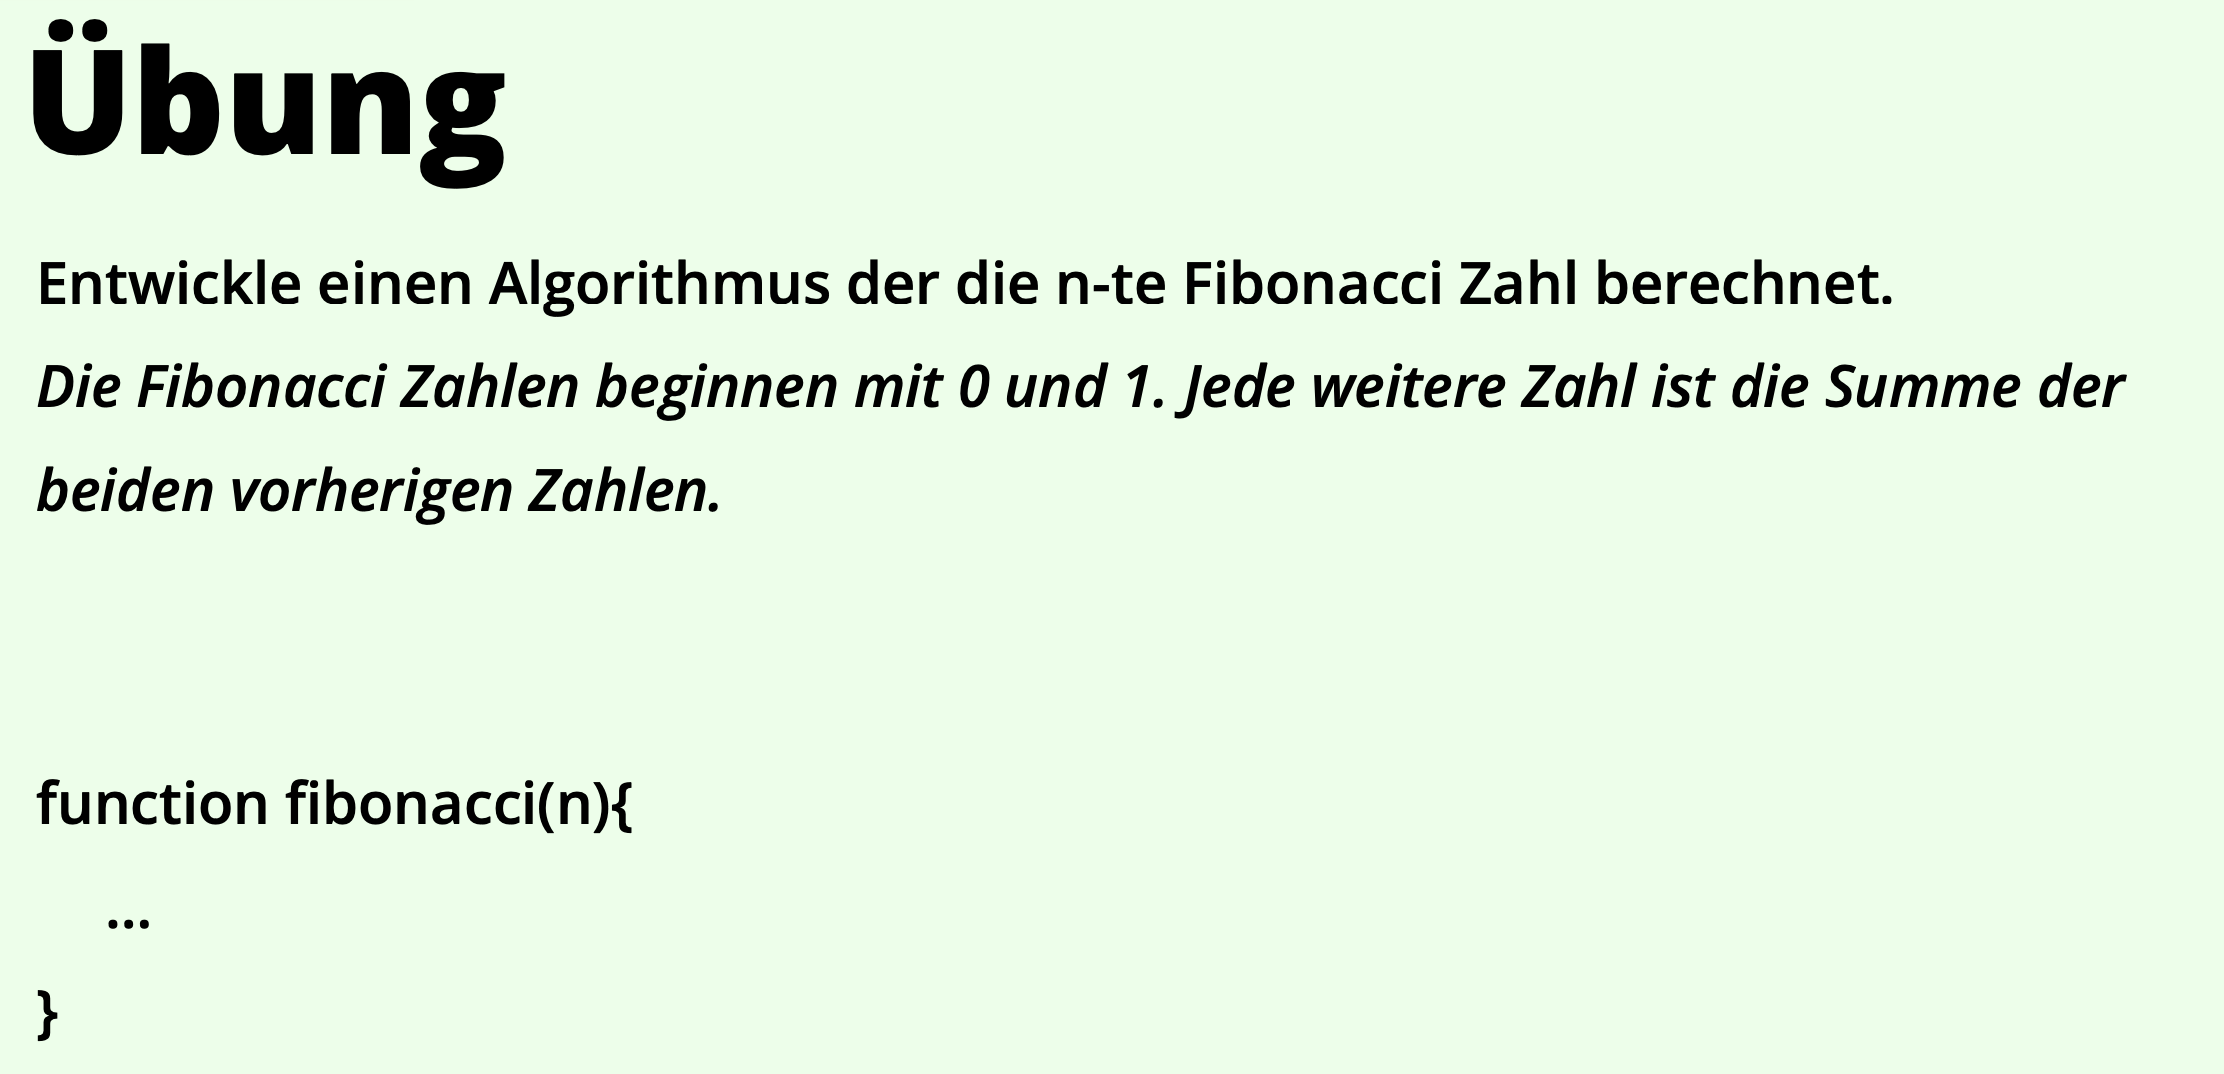 Übung
Entwickle einen Algorithmus der die n-te Fibonacci Zahl berechnet.
Die Fibonacci Zahlen beginnen mit 0 und 1. Jede weitere Zahl ist die Summe der
beiden vorherigen Zahlen.
function fibonacci(n){
...
}